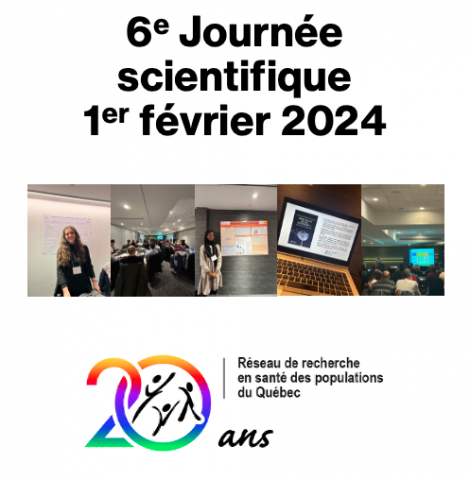 6e Journée
scientifique
1er février 2024
20
Réseau de recherche
en santé des populations
du Québec
ans